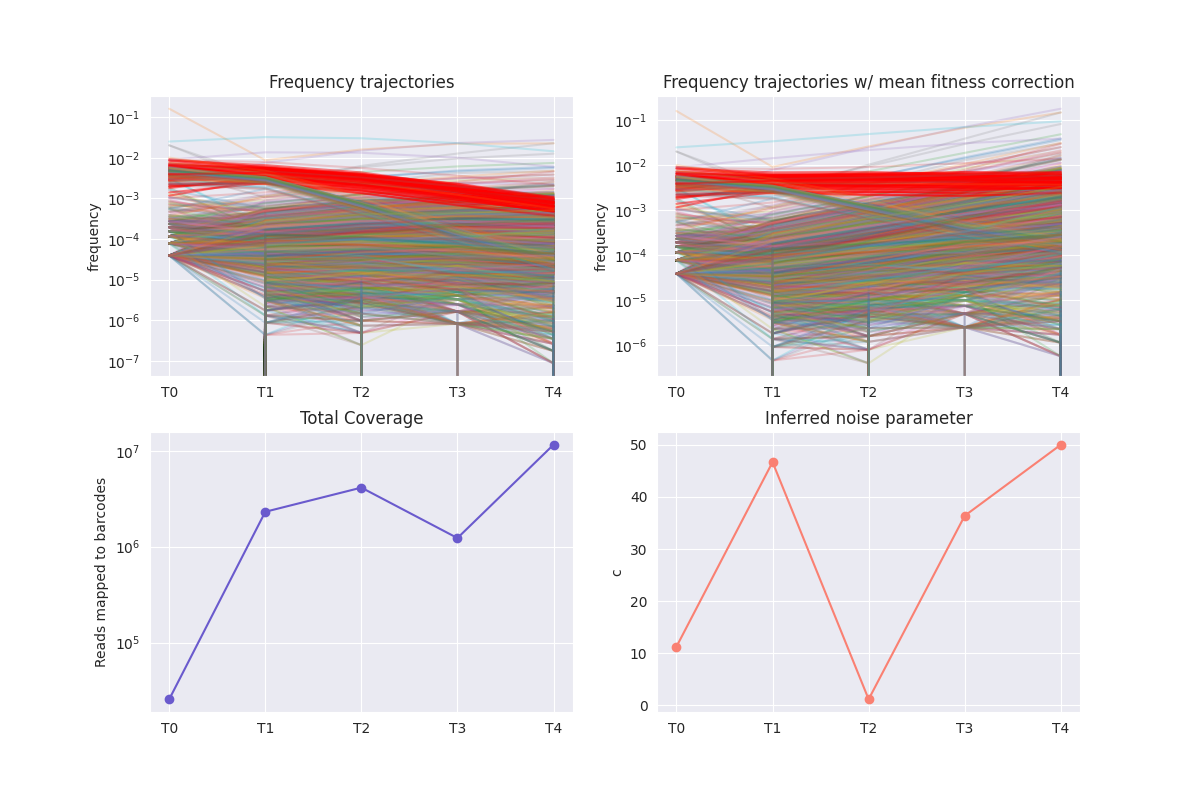 Frequency trajectories
frequency
10⁻¹
10⁻²
10⁻³
10⁻⁴
10⁻⁵
10⁻⁶
10⁻⁷
T0 T1 T2 T3 T4
Frequency trajectories w/ mean fitness correction
frequency
10⁻¹
10⁻²
10⁻³
10⁻⁴
10⁻⁵
10⁻⁶
T0 T1 T2 T3 T4
Total Coverage
Reads mapped to barcodes
10⁷
10⁶
10⁵
T0 T1 T2 T3 T4
Inferred noise parameter
c
50
40
30
20
10
0
T0 T1 T2 T3 T4